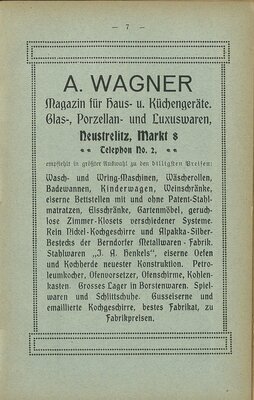 — 7 —
A. WAGNER
Magazin für Haus- u. Küchengeräte.
Glas-, Porzellan- und Luxuswaren,
Neustrelitz, Markt 8
Telephon No. 2,
empfiehlt in größter Auswahl zu den billigsten Preisen:
Wasch- und Wring-Maschinen, Wäscherollen,
Badewannen, Kinderwagen, Weinschränke,
eiserne Bettstellen mit und ohne Patent-Stahl-
matratzen, Eisschränke, Gartenmöbel, geruch-
lose Zimmer-Klosets verschiedener Systeme.
Rein Nickel-Kochgeschirre und Alpakka-Silber-
Bestecks der Berndorfer Metallwaren-Fabrik.
Stahlwaren „J. A. Henkels", eiserne Oefen
und Kochherde neuester Konstruktion. Petro-
leumkocher, Ofenvorsetzer, Ofenschirme, Kohlen-
kasten. Grosses Lager in Borstenwaren. Spiel-
waren und Schlittschuhe. Gusseiserne und
emaillierte Kochgeschirre, bestes Fabrikat, zu
Fabrikpreisen.